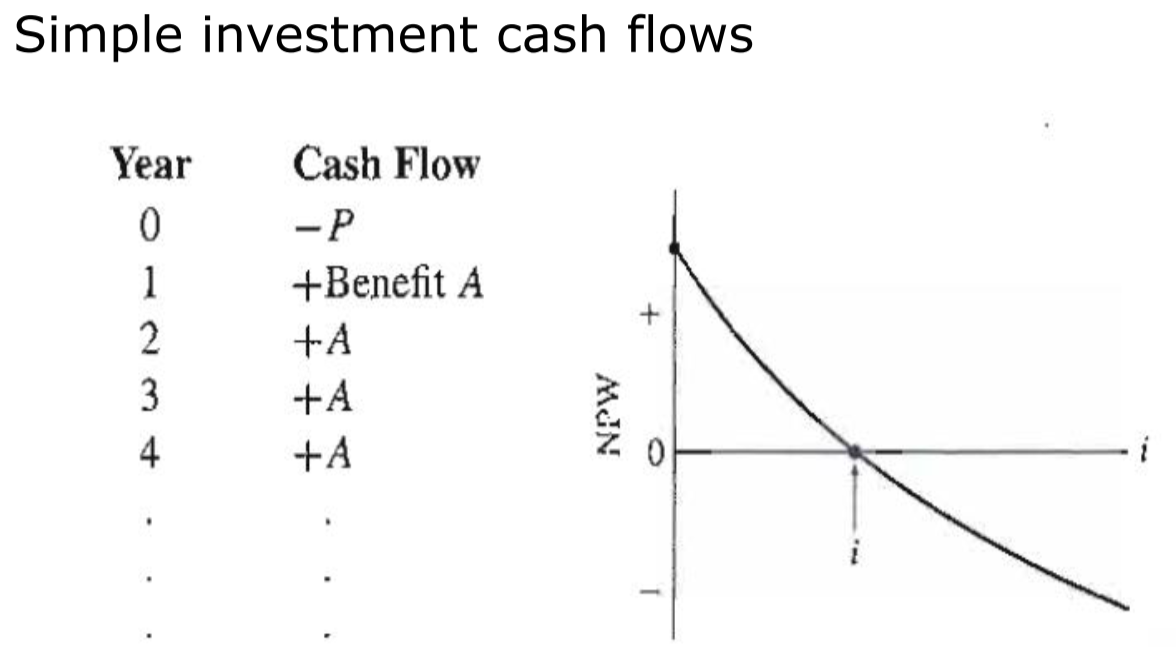 Simple investment cash flows
Year Cash Flow
0 −P
1 +Benefit A
2 +A
3 +A
4 +A
. .
. .
. .
NPW
+
0
−
i
i